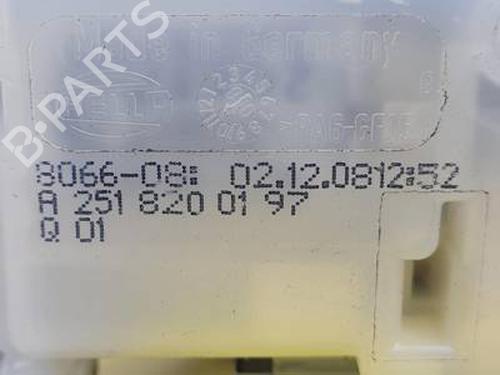 Made in Germany
HELLA
>PA6-GF15
8066-08: 02.12.0812:52
A 251 820 01 97
Q 01
B-PARTS